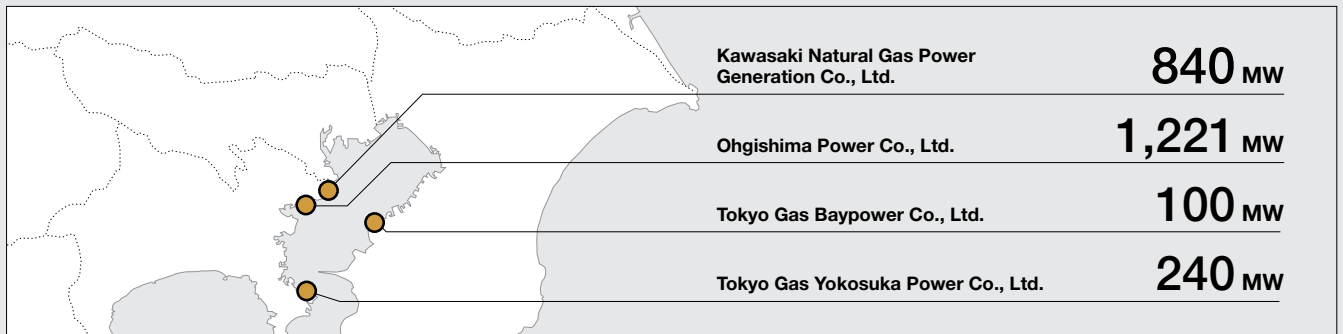 Kawasaki Natural Gas Power
Generation Co., Ltd.
840 MW
Ohgishima Power Co., Ltd.
1,221 MW
Tokyo Gas Baypower Co., Ltd.
100 MW
Tokyo Gas Yokosuka Power Co., Ltd.
240 MW